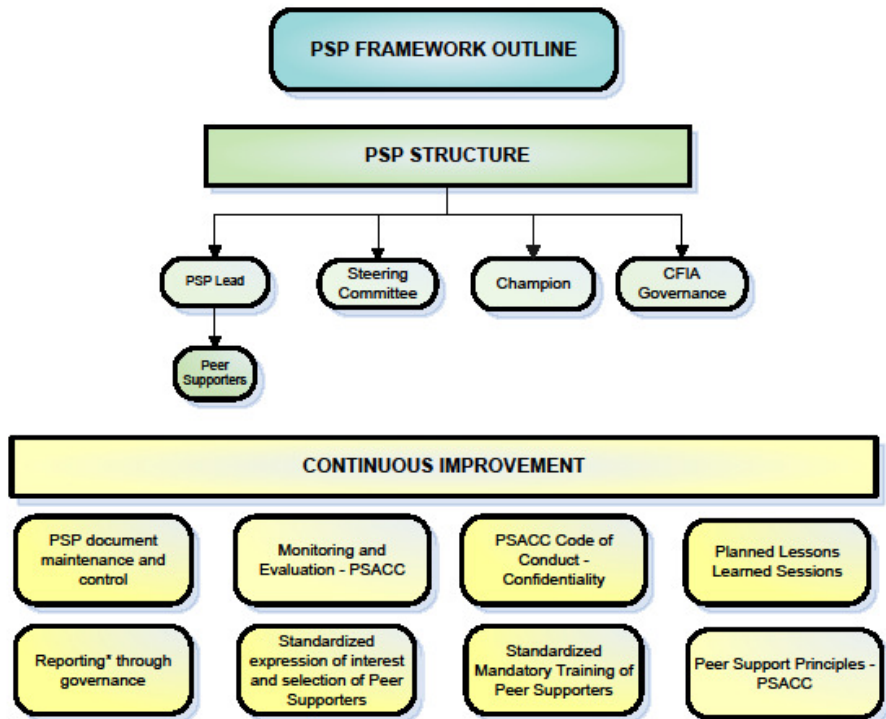 PSP FRAMEWORK OUTLINE
PSP STRUCTURE
PSP Lead
Steering
Committee
Champion
CFIA
Governance
Peer
Supporters
CONTINUOUS IMPROVEMENT
PSP document
maintenance and
control
Monitoring and
Evaluation - PSACC
PSACC Code of
Conduct -
Confidentiality
Planned Lessons
Learned Sessions
Reporting* through
governance
Standardized
expression of interest
and selection of Peer
Supporters
Standardized
Mandatory Training of
Peer Supporters
Peer Support Principles -
PSACC